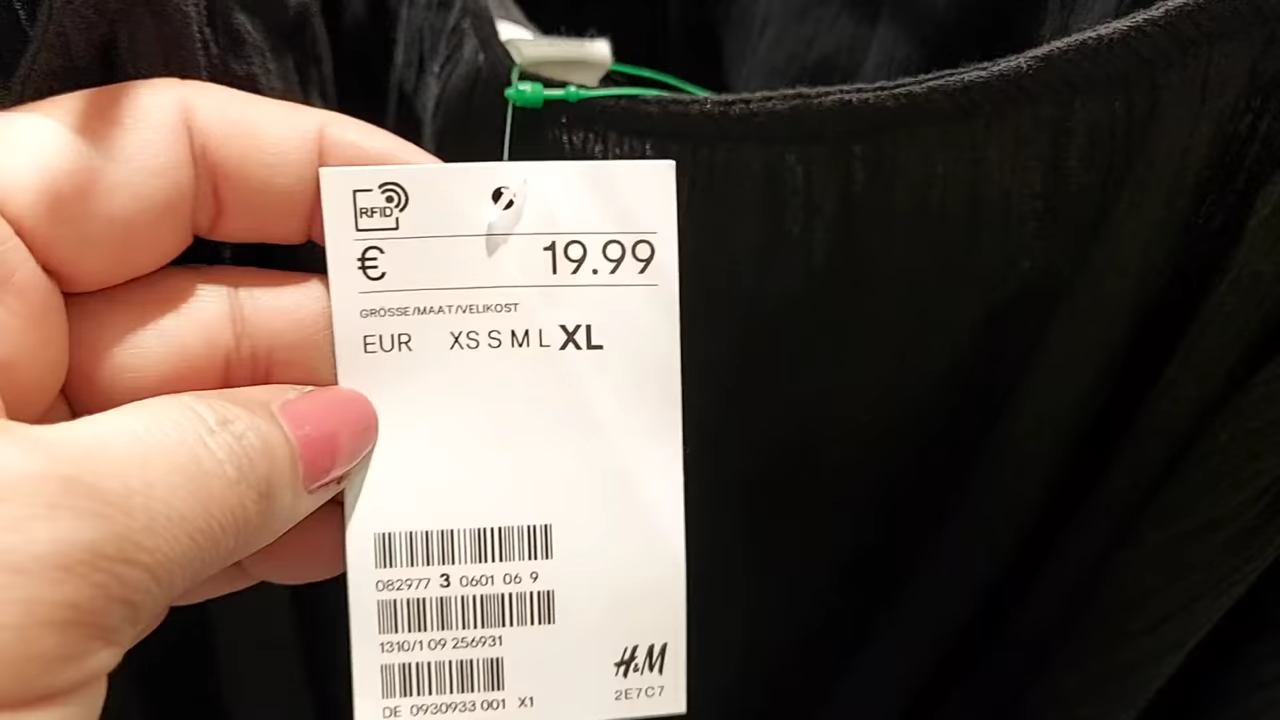 RFID
€ 19.99
GRÖSSE/MAAT/VELIKOST
EUR XS S M L XL
082977 3 0601 06 9
1310/1 09 256931
H&M
DE 0930933 001 X1
2E7C7